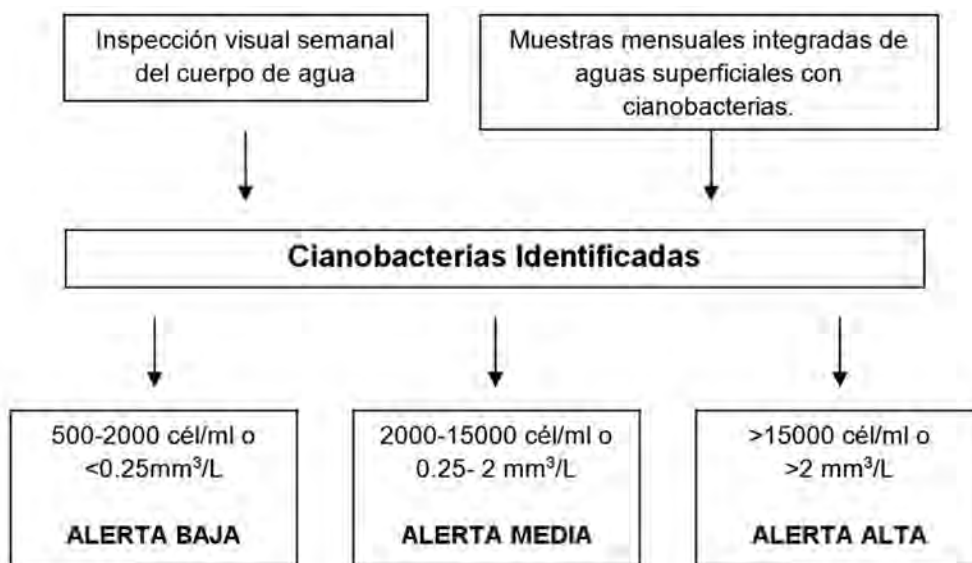 Inspección visual semanal
del cuerpo de agua
Muestras mensuales integradas de
aguas superficiales con
cianobacterias.
Cianobacterias Identificadas
500-2000 cél/ml o
<0.25mm³/L
ALERTA BAJA
2000-15000 cél/ml o
0.25- 2 mm³/L
ALERTA MEDIA
>15000 cél/ml o
>2 mm³/L
ALERTA ALTA